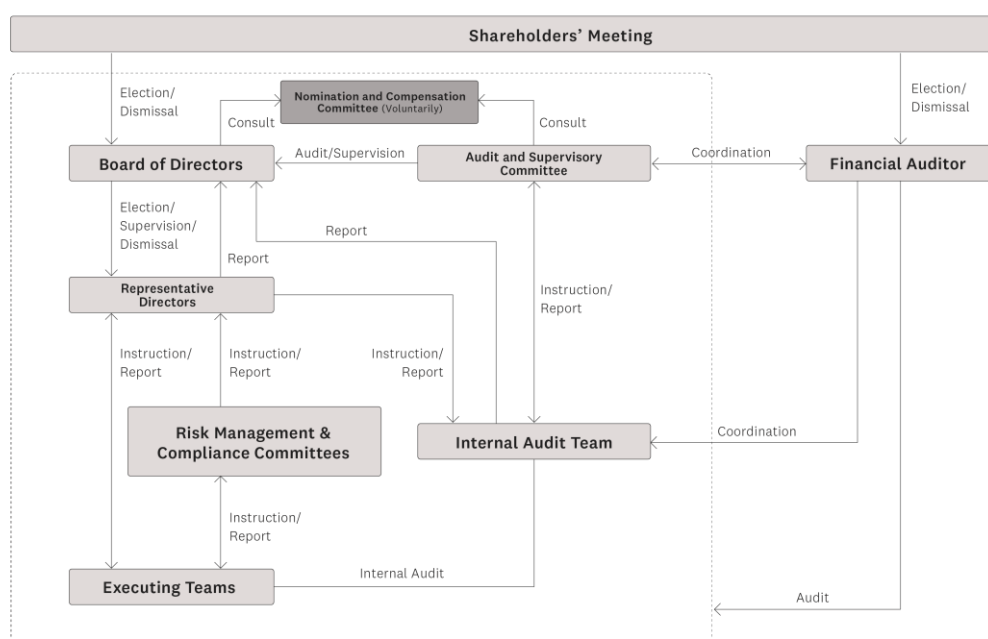 Shareholders’ Meeting
Election/
Dismissal
Election/
Dismissal
Nomination and Compensation
Committee (Voluntarily)
Consult
Consult
Board of Directors
Audit/Supervision
Audit and Supervisory
Committee
Coordination
Financial Auditor
Election/
Supervision/
Dismissal
Report
Report
Representative
Directors
Instruction/
Report
Instruction/
Report
Instruction/
Report
Instruction/
Report
Risk Management &
Compliance Committees
Internal Audit Team
Coordination
Instruction/
Report
Executing Teams
Internal Audit
Audit